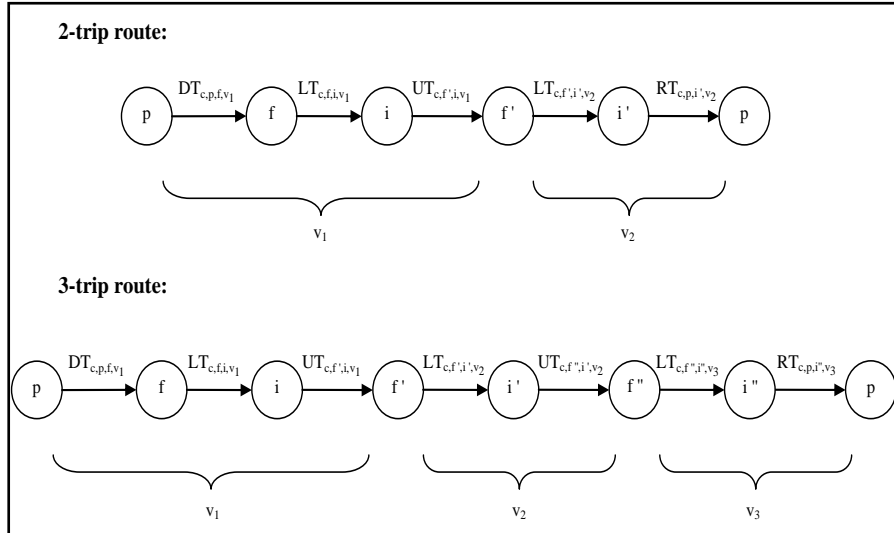 2-trip route:
DTc,p,f,v1 LTc,f,i,v1 UTc,f',i,v1 LTc,f',i',v2 RTc,p,i',v2
p f i f' i' p
v1 v2
3-trip route:
DTc,p,f,v1 LTc,f,i,v1 UTc,f',i,v1 LTc,f',i',v2 UTc,f",i',v2 LTc,f",i",v3 RTc,p,i",v3
p f i f' i' f" i" p
v1 v2 v3